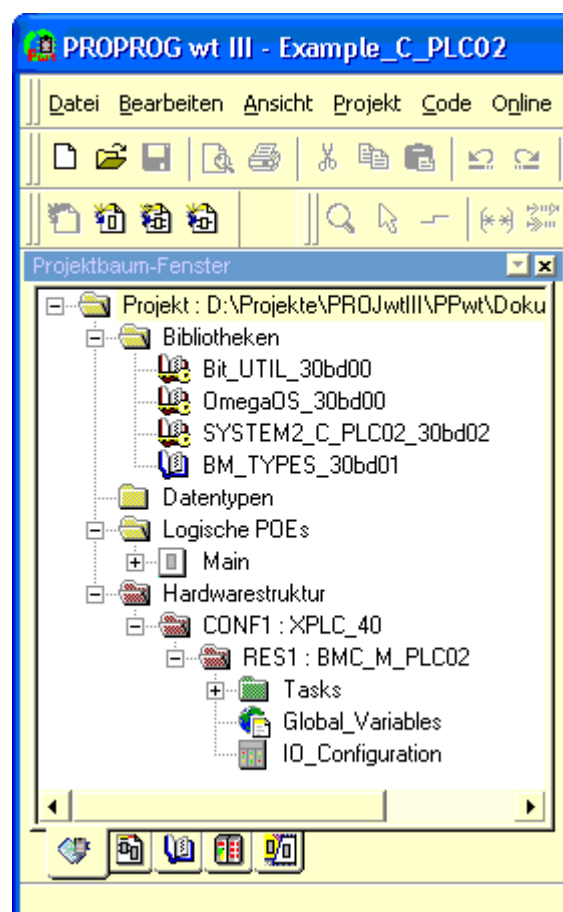 PROPROG wt III - Example_C_PLC02
Datei Bearbeiten Ansicht Projekt Code Online
Projektbaum-Fenster
Projekt : D:\Projekte\PROJwtIII\PPwt\Doku
Bibliotheken
Bit_UTIL_30bd00
OmegaOS_30bd00
SYSTEM2_C_PLC02_30bd02
BM_TYPES_30bd01
Datentypen
Logische POEs
Main
Hardwarestruktur
CONF1 : XPLC_40
RES1 : BMC_M_PLC02
Tasks
Global_Variables
IO_Configuration